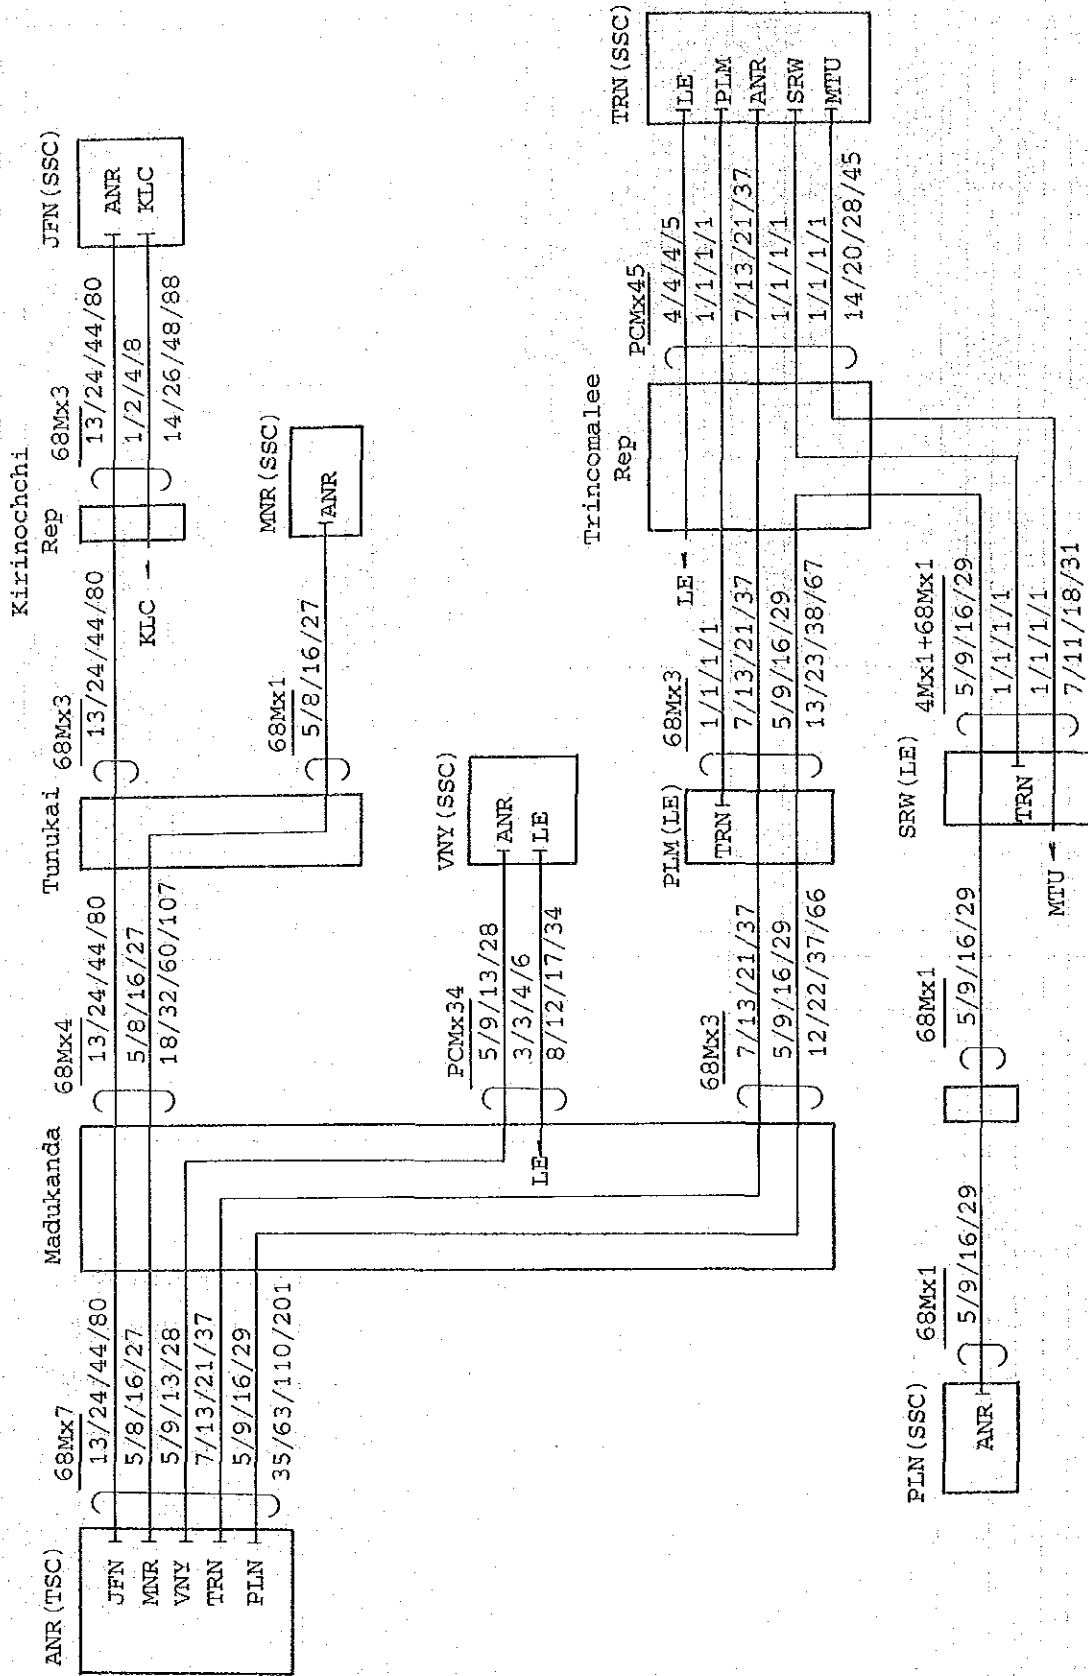 ANR(TSC)
JFN
MNR
VNY
TRN
PLN
68Mx7
13/24/44/80
5/8/16/27
5/9/13/28
7/13/21/37
5/9/16/29
35/63/110/201
Madukanda
LE
68Mx4
13/24/44/80
5/8/16/27
18/32/60/107
Tunukai
68Mx3
13/24/44/80
Kirinochchi
Rep
KLC
68Mx3
13/24/44/80
1/2/4/8
14/26/48/88
JFN(SSC)
ANR
KLC
68Mx1
5/8/16/27
MNR(SSC)
ANR
PCMx34
5/9/13/28
3/3/4/6
8/12/17/34
VNY(SSC)
ANR
LE
68Mx3
7/13/21/37
5/9/16/29
12/22/37/66
PLM(LE)
TRN
68Mx3
1/1/1/1
7/13/21/37
5/9/16/29
13/23/38/67
LE
Trincomalee
Rep
PCMx45
4/4/4/5
1/1/1/1
7/13/21/37
1/1/1/1
1/1/1/1
14/20/28/45
TRN(SSC)
LE
PLM
ANR
SRW
MTU
PLN(SSC)
ANR
68Mx1
5/9/16/29
68Mx1
5/9/16/29
MTU
SRW(LE)
TRN
4Mx1+68Mx1
5/9/16/29
1/1/1/1
1/1/1/1
7/11/18/31